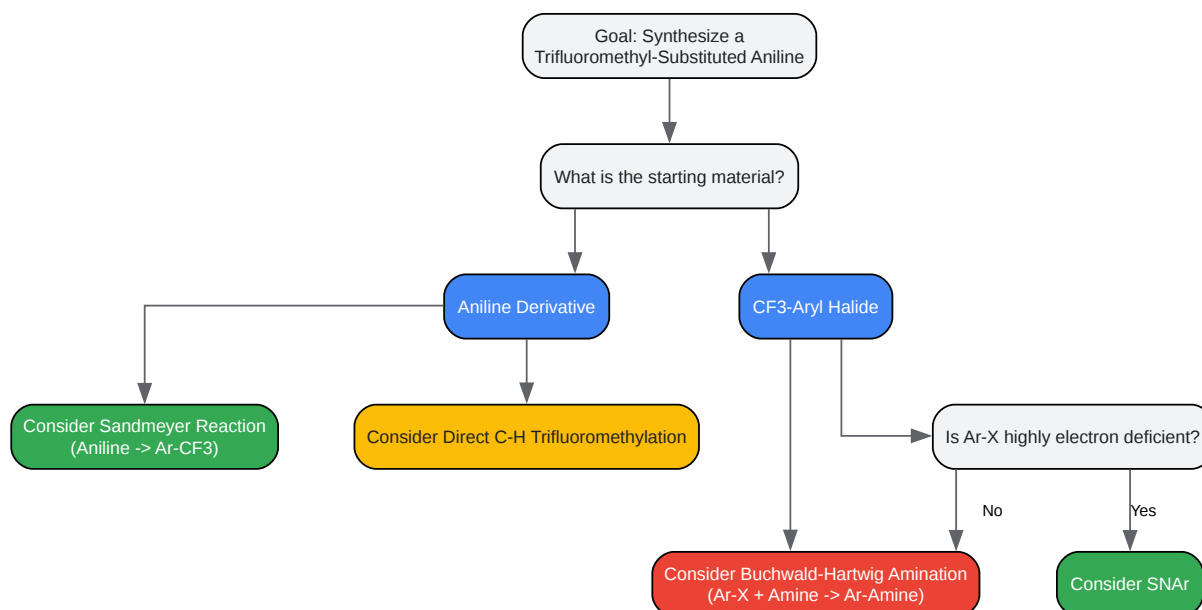 Goal: Synthesize a
Trifluoromethyl-Substituted Aniline
What is the starting material?
Aniline Derivative
CF3-Aryl Halide
Consider Sandmeyer Reaction
(Aniline -> Ar-CF3)
Consider Direct C-H Trifluoromethylation
Is Ar-X highly electron deficient?
No
Yes
Consider Buchwald-Hartwig Amination
(Ar-X + Amine -> Ar-Amine)
Consider SNAr